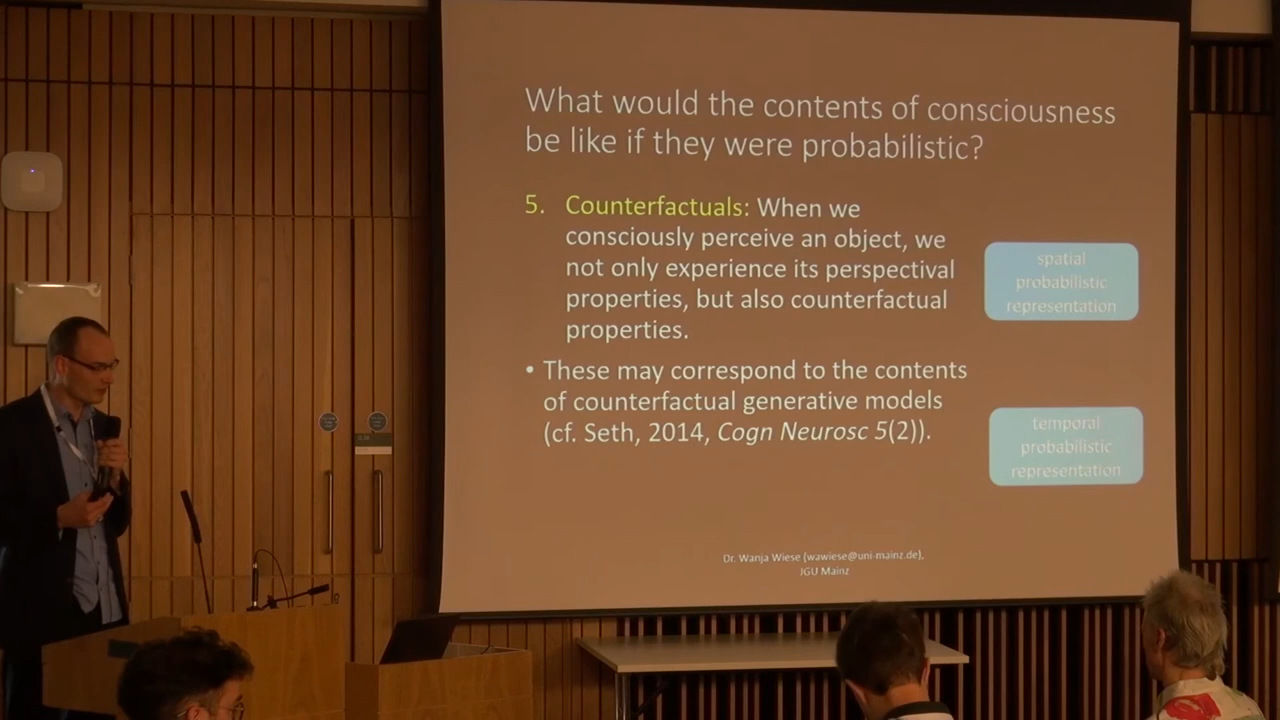 What would the contents of consciousness
be like if they were probabilistic?
5. Counterfactuals: When we
consciously perceive an object, we
not only experience its perspectival
properties, but also counterfactual
properties.
• These may correspond to the contents
of counterfactual generative models
(cf. Seth, 2014, Cogn Neurosc 5(2)).
spatial
probabilistic
representation
temporal
probabilistic
representation
Dr. Wanja Wiese (wawiese@uni-mainz.de),
JGU Mainz